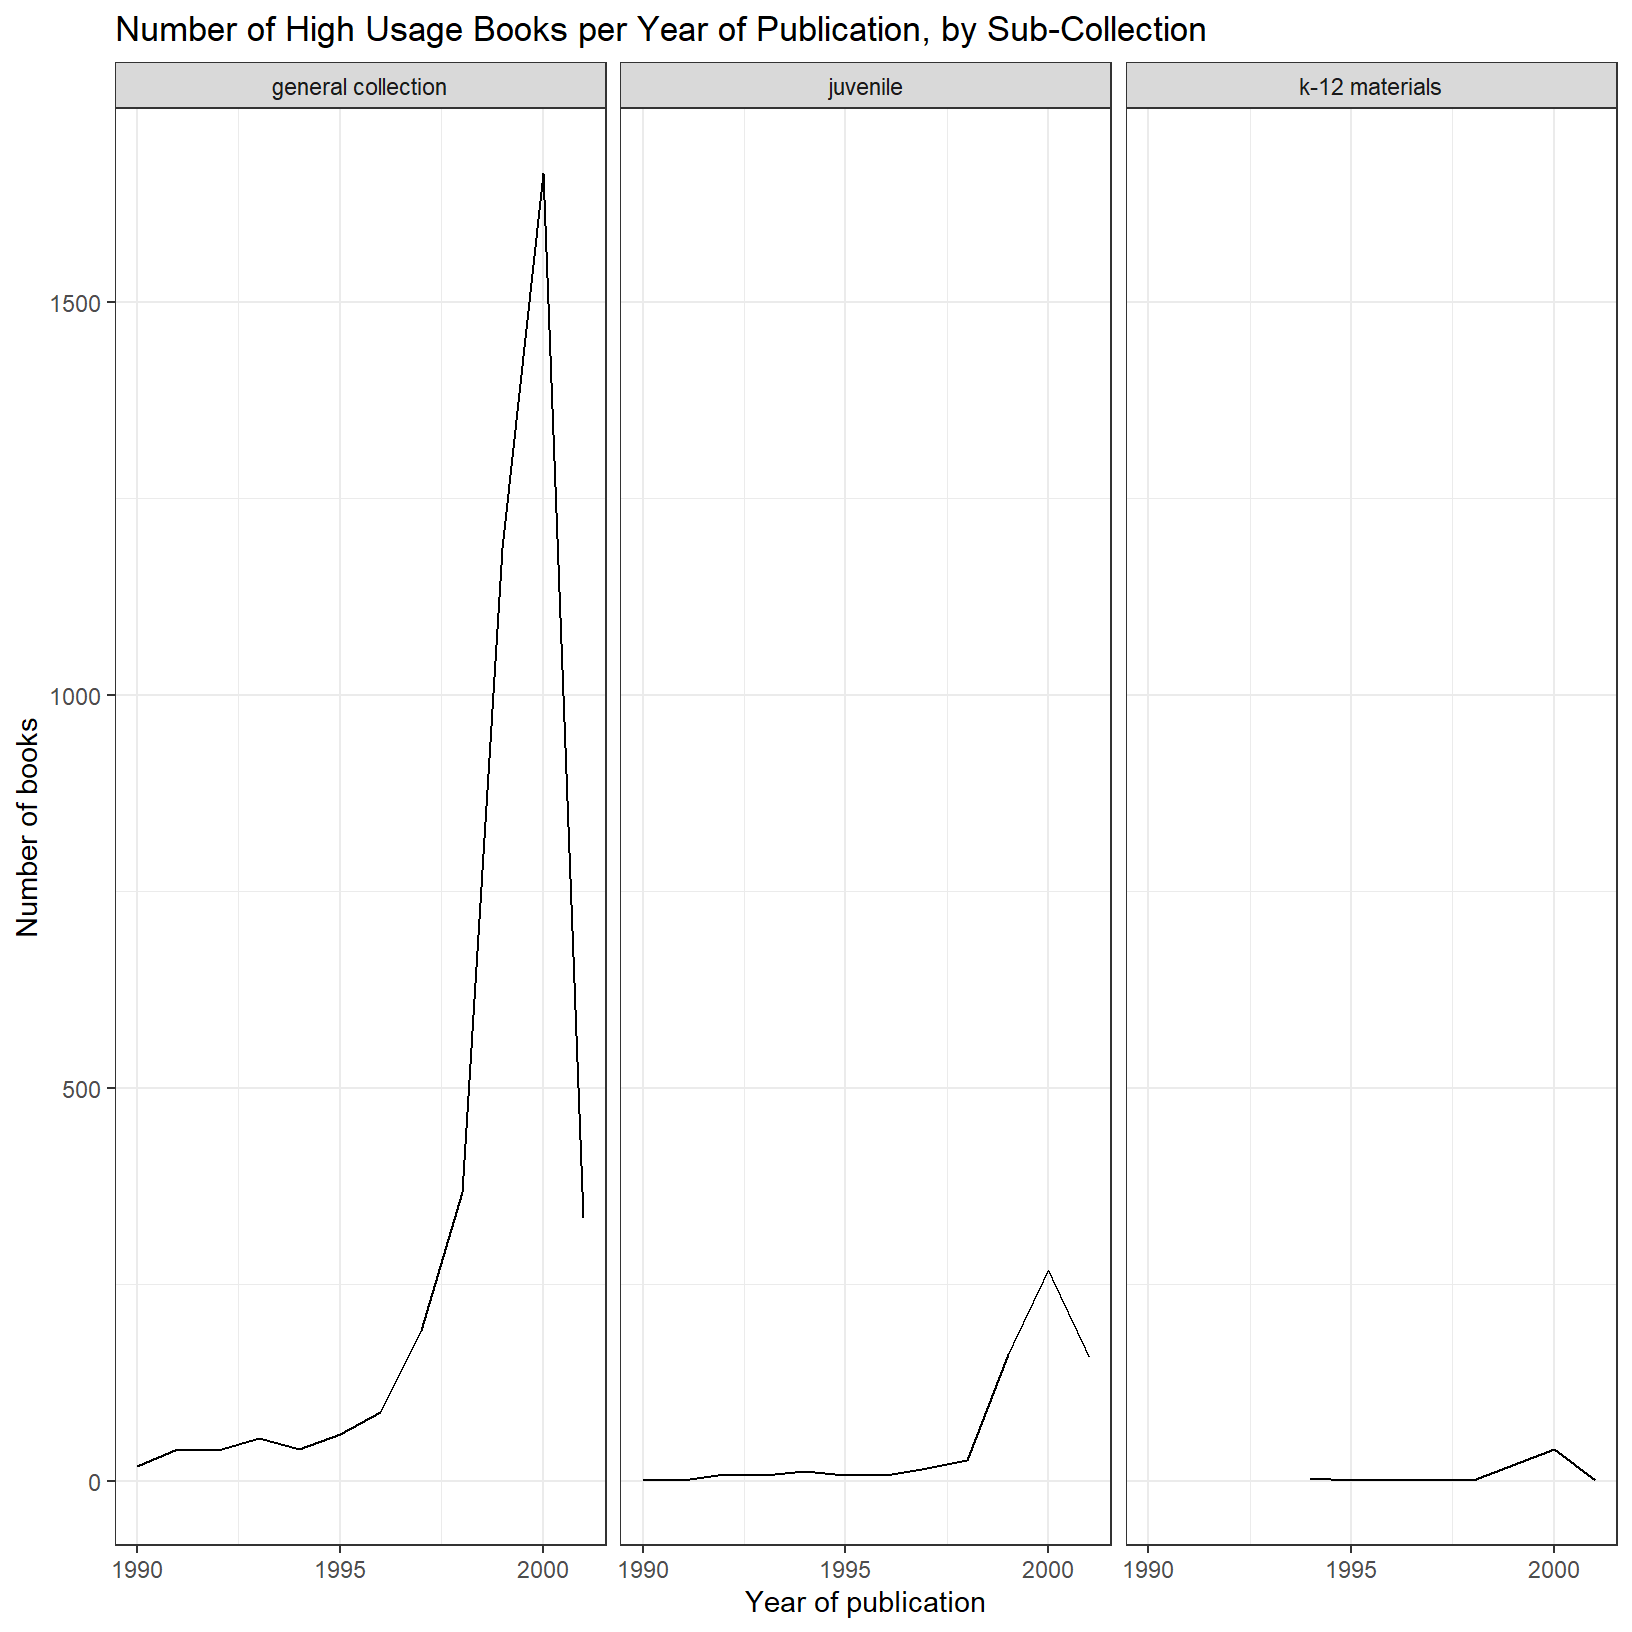 Number of High Usage Books per Year of Publication, by Sub-Collection
general collection
juvenile
k-12 materials
1500
1000
500
0
Number of books
1990
1995
2000
1990
1995
2000
1990
1995
2000
Year of publication